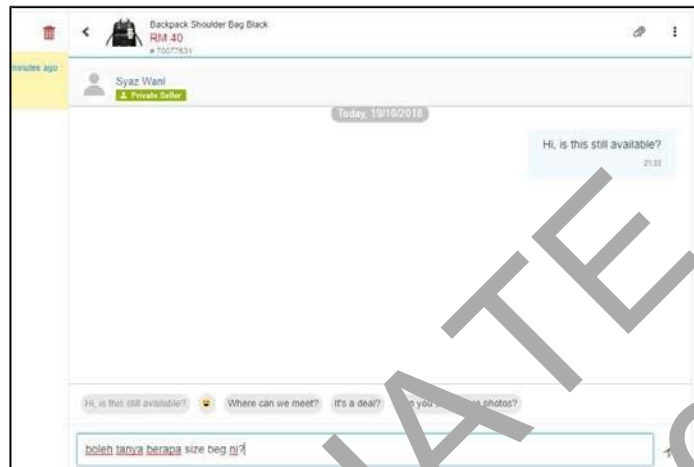 Backpack Shoulder Bag Black
RM 40
# 70077631
minutes ago
Syaz Wani
Private Seller
Today, 19/10/2018
Hi, is this still available?
21:33
Hi, is this still available? Where can we meet? It's a deal? photos?
boleh tanya berapa size beg ni?
NATE